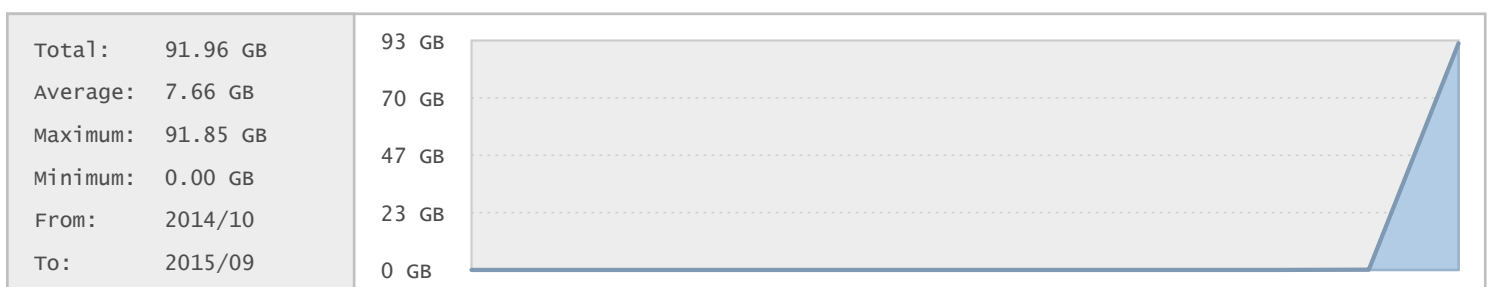 Total: 91.96 GB
Average: 7.66 GB
Maximum: 91.85 GB
Minimum: 0.00 GB
From: 2014/10
To: 2015/09
93 GB
70 GB
47 GB
23 GB
0 GB